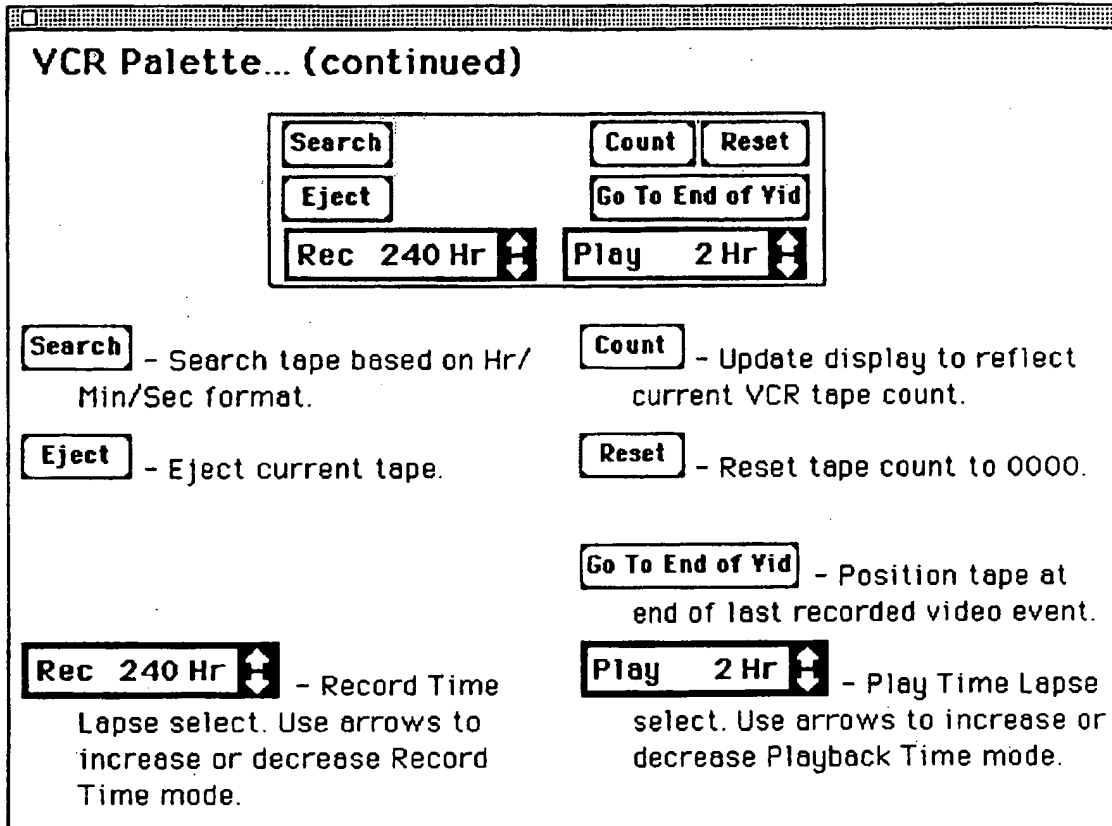 VCR Palette... (continued)
Search Count Reset
Eject Go To End of Vid
Rec 240 Hr Play 2 Hr
Search - Search tape based on Hr/
Min/Sec format.
Count - Update display to reflect
current VCR tape count.
Eject - Eject current tape.
Reset - Reset tape count to 0000.
Go To End of Vid - Position tape at
end of last recorded video event.
Rec 240 Hr - Record Time
Lapse select. Use arrows to
increase or decrease Record
Time mode.
Play 2 Hr - Play Time Lapse
select. Use arrows to increase or
decrease Playback Time mode.